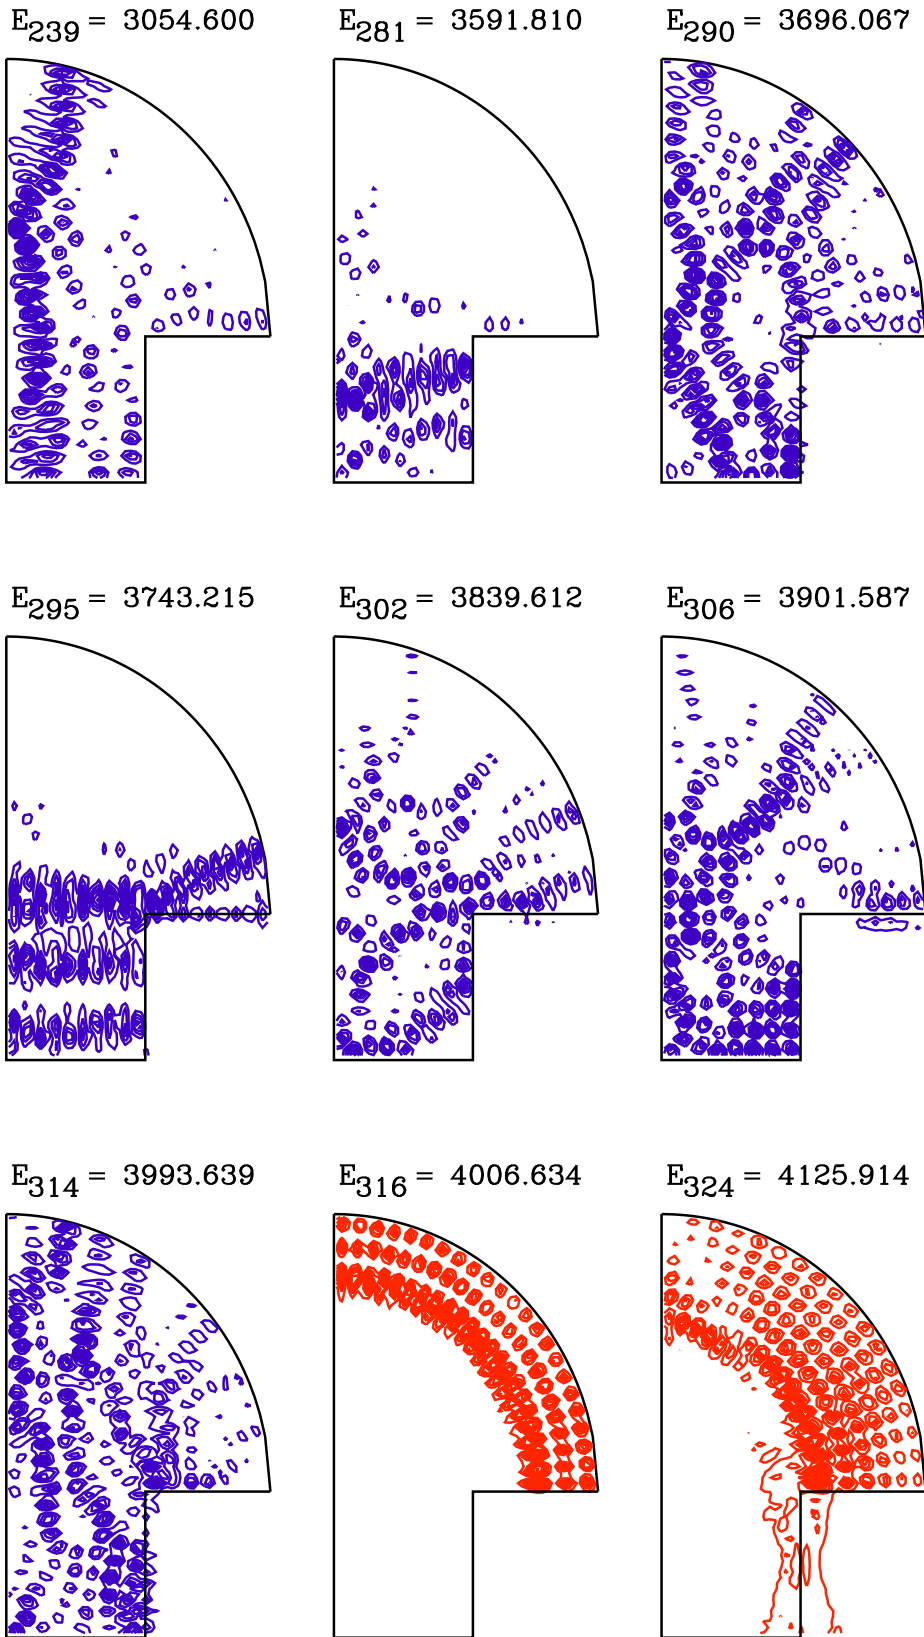 E239 = 3054.600
E281 = 3591.810
E290 = 3696.067
E295 = 3743.215
E302 = 3839.612
E306 = 3901.587
E314 = 3993.639
E316 = 4006.634
E324 = 4125.914